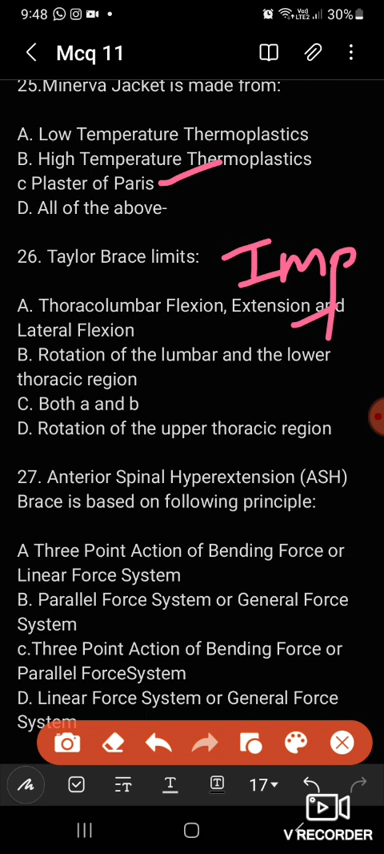 9:48
Vo))
LTE2
30%
Mcq 11
25.Minerva Jacket is made from:
A. Low Temperature Thermoplastics
B. High Temperature Thermoplastics
c Plaster of Paris
D. All of the above-
26. Taylor Brace limits:
Imp
A. Thoracolumbar Flexion, Extension and
Lateral Flexion
B. Rotation of the lumbar and the lower
thoracic region
C. Both a and b
D. Rotation of the upper thoracic region
27. Anterior Spinal Hyperextension (ASH)
Brace is based on following principle:
A Three Point Action of Bending Force or
Linear Force System
B. Parallel Force System or General Force
System
c.Three Point Action of Bending Force or
Parallel ForceSystem
D. Linear Force System or General Force
System
17
V RECORDER